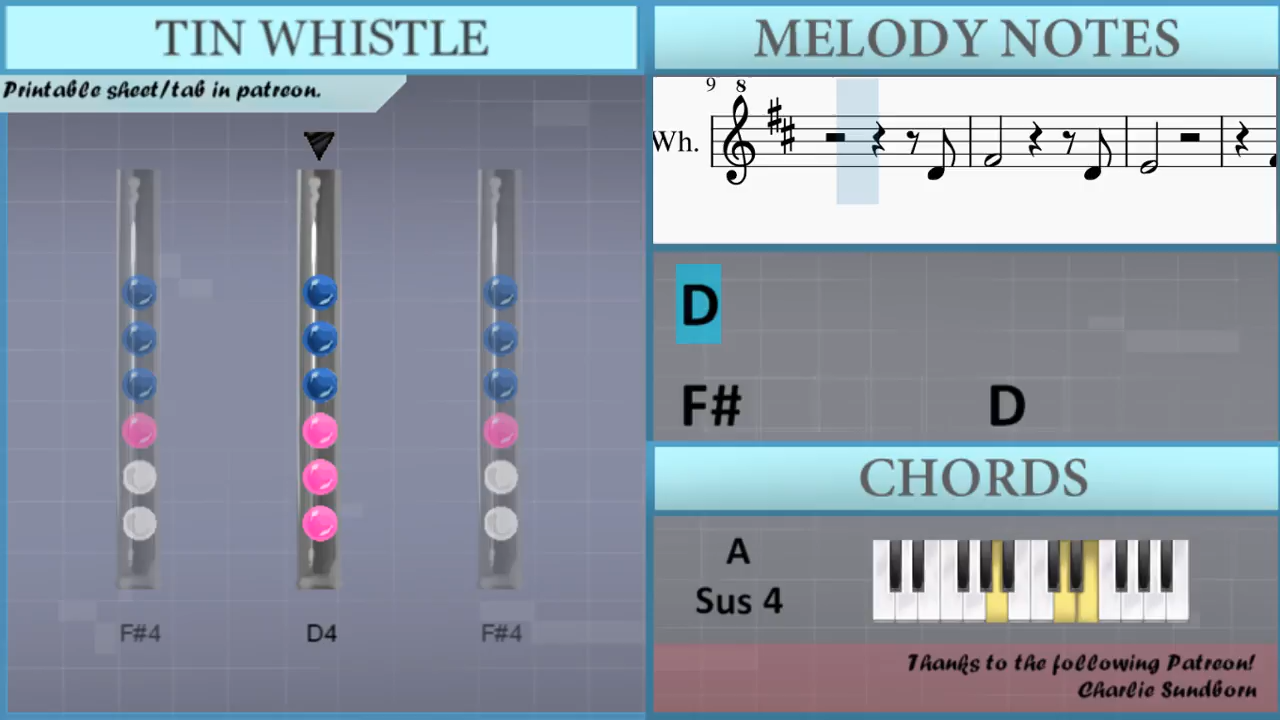 TIN WHISTLE
Printable sheet/tab in patreon.
F#4
D4
F#4
MELODY NOTES
9
8
Wh.
D
F#
D
CHORDS
A
Sus 4
Thanks to the following Patreon!
Charlie Sundborn